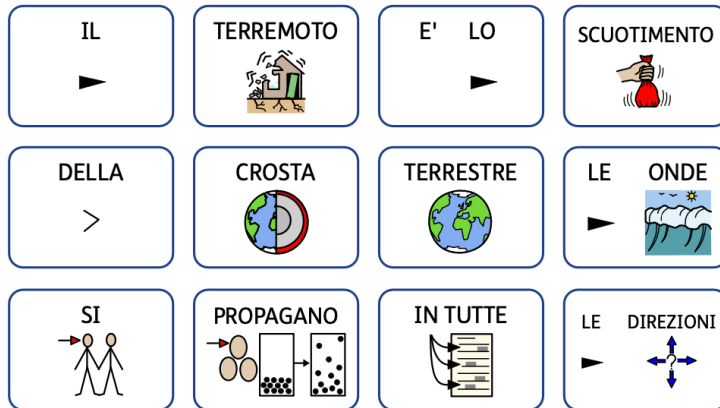 IL TERREMOTO E' LO SCUOTIMENTO
DELLA CROSTA TERRESTRE LE ONDE
SI PROPAGANO IN TUTTE LE DIREZIONI